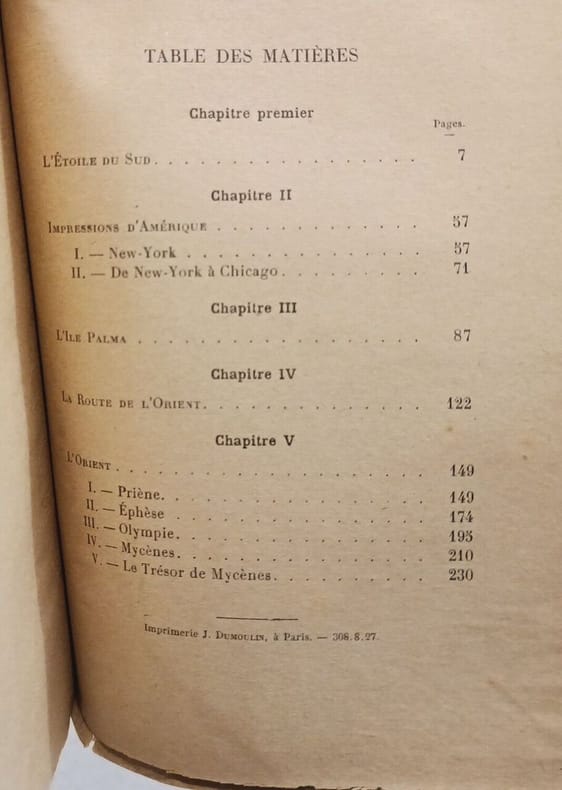 TABLE DES MATIÈRES
Chapitre premier
Pages.
L'ÉTOILE DU SUD. . . . . . . . . . . . . . . . . 7
Chapitre II
IMPRESSIONS D'AMÉRIQUE . . . . . . . . . . . . . 57
I. — New-York . . . . . . . . . . . . . . . 57
II. — De New-York à Chicago. . . . . . . . . 71
Chapitre III
L'ILE PALMA . . . . . . . . . . . . . . . . . 87
Chapitre IV
LA ROUTE DE L'ORIENT. . . . . . . . . . . . . 122
Chapitre V
L'ORIENT . . . . . . . . . . . . . . . . . 149
I. — Priène. . . . . . . . . . . . . . . 149
II. — Éphèse . . . . . . . . . . . . . . 174
III. — Olympie. . . . . . . . . . . . . . 195
IV. — Mycènes. . . . . . . . . . . . . . 210
V. — Le Trésor de Mycènes. . . . . . . . . 230
Imprimerie J. DUMOULIN, à Paris. — 308.8.27.